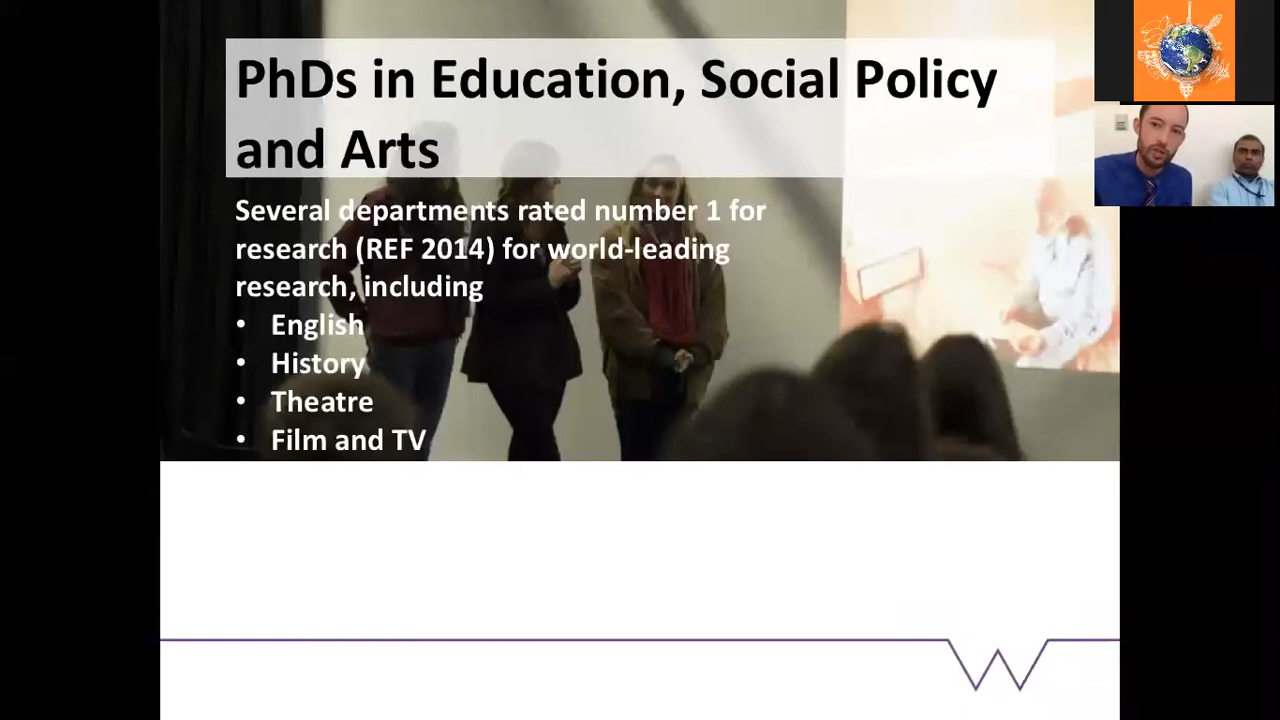 PhDs in Education, Social Policy
and Arts
Several departments rated number 1 for
research (REF 2014) for world-leading
research, including
• English
• History
• Theatre
• Film and TV